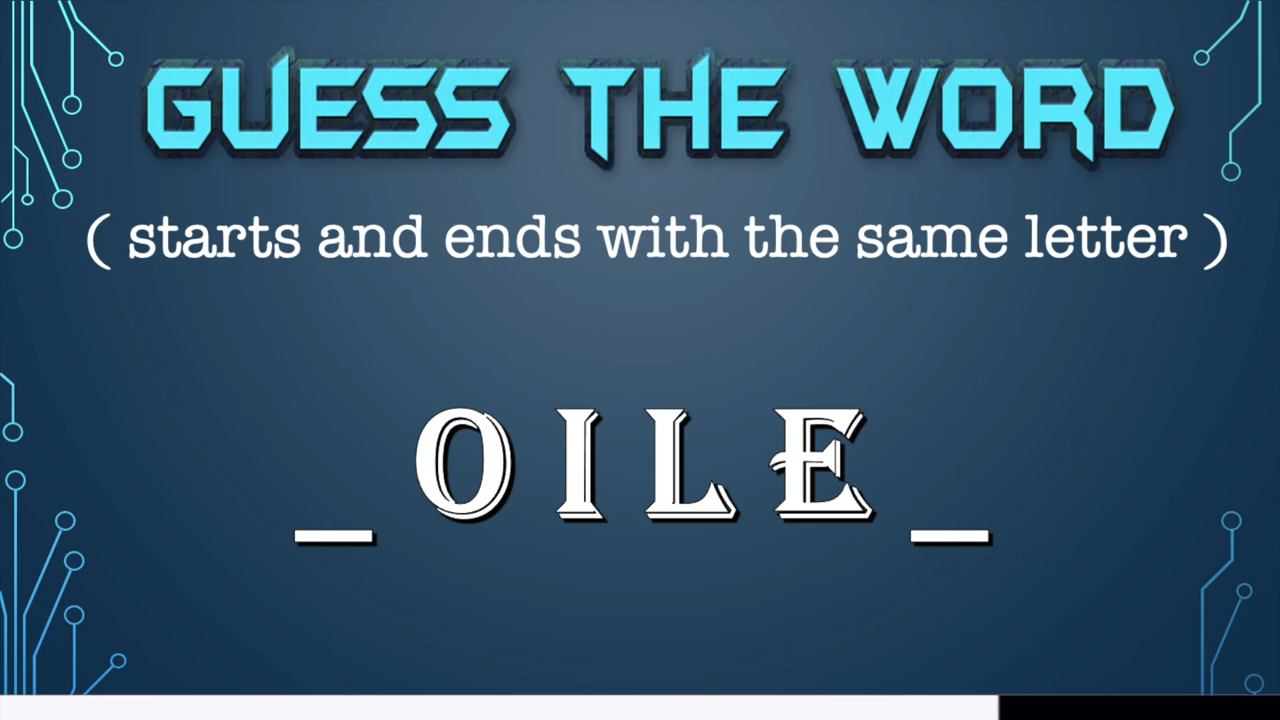 GUESS THE WORD
( starts and ends with the same letter )
_ O I L E _